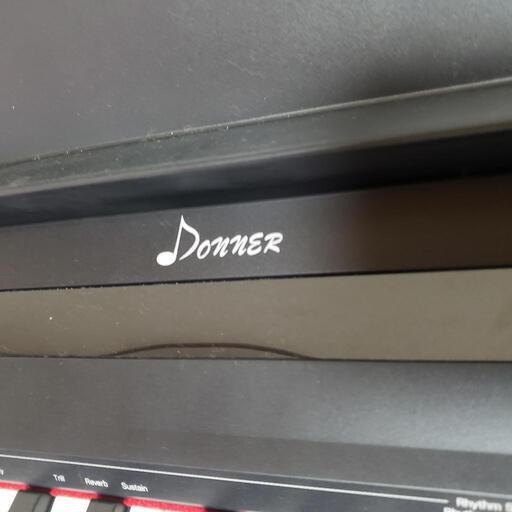 DONNER
Trill Reverb Sustain
Rhythm